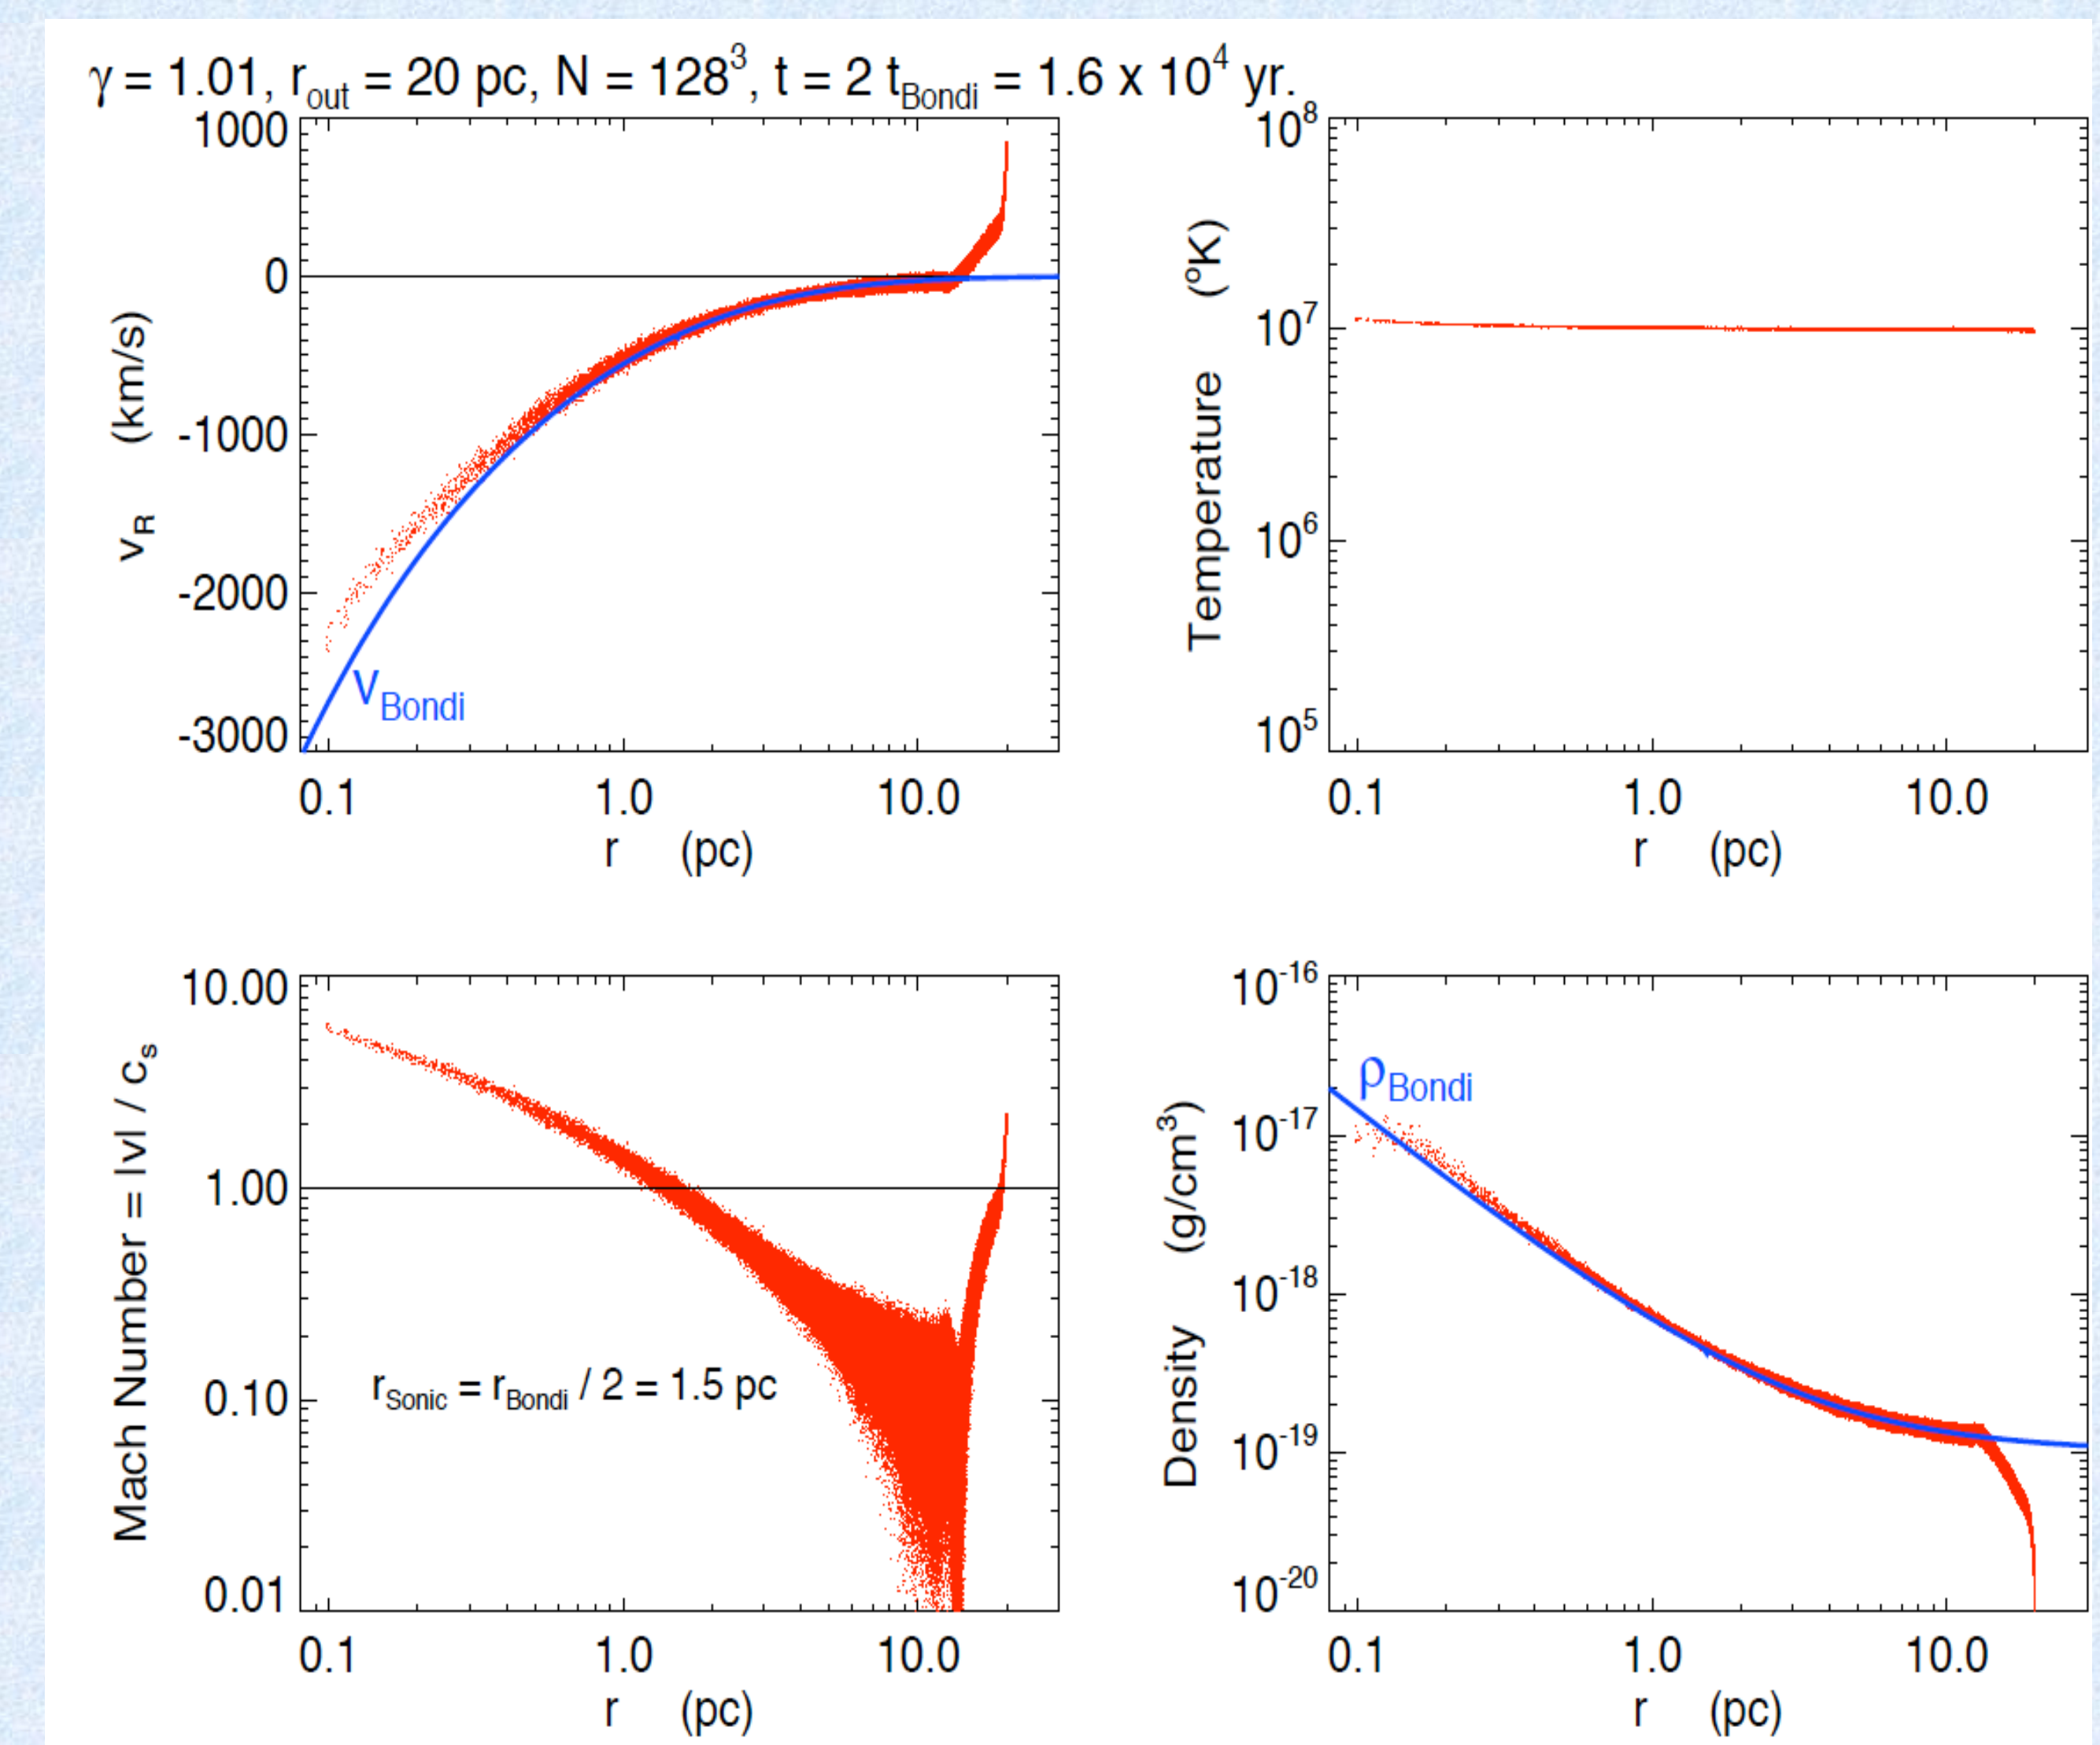 γ = 1.01, r_out = 20 pc, N = 128³, t = 2 t_Bondi = 1.6 x 10⁴ yr.
1000
0
-1000
-2000
-3000
v_R (km/s)
v_Bondi
0.1 1.0 10.0
r (pc)
10⁸
10⁷
10⁶
10⁵
Temperature (°K)
0.1 1.0 10.0
r (pc)
10.00
1.00
0.10
0.01
Mach Number = |v| / c_s
r_Sonic = r_Bondi / 2 = 1.5 pc
0.1 1.0 10.0
r (pc)
10⁻¹⁶
10⁻¹⁷
10⁻¹⁸
10⁻¹⁹
10⁻²⁰
Density (g/cm³)
ρ_Bondi
0.1 1.0 10.0
r (pc)